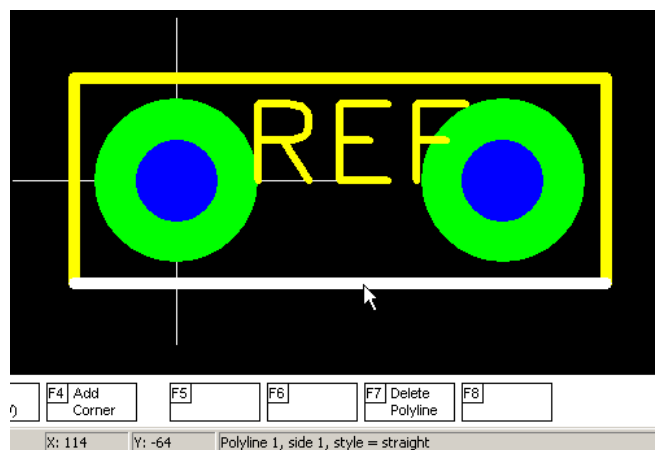 REF
F4 Add Corner
F5
F6
F7 Delete Polyline
F8
X: 114 Y: -64 Polyline 1, side 1, style = straight